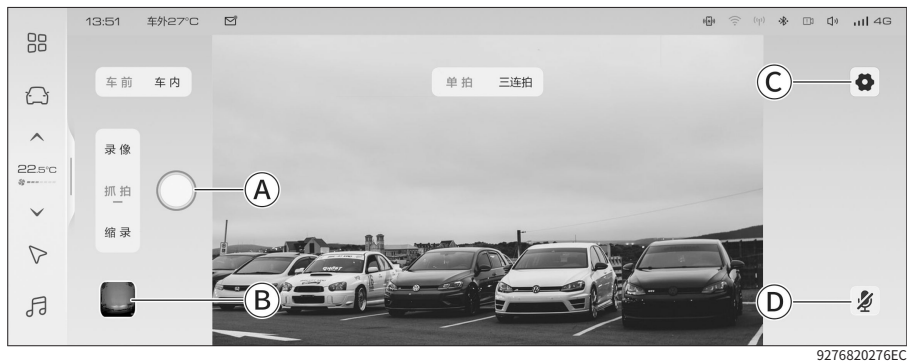 13:51 车外27°C 4G
车前 车内 单拍 三连拍 C
录像
22.5°C
抓拍 A
缩录
B D
9276820276EC